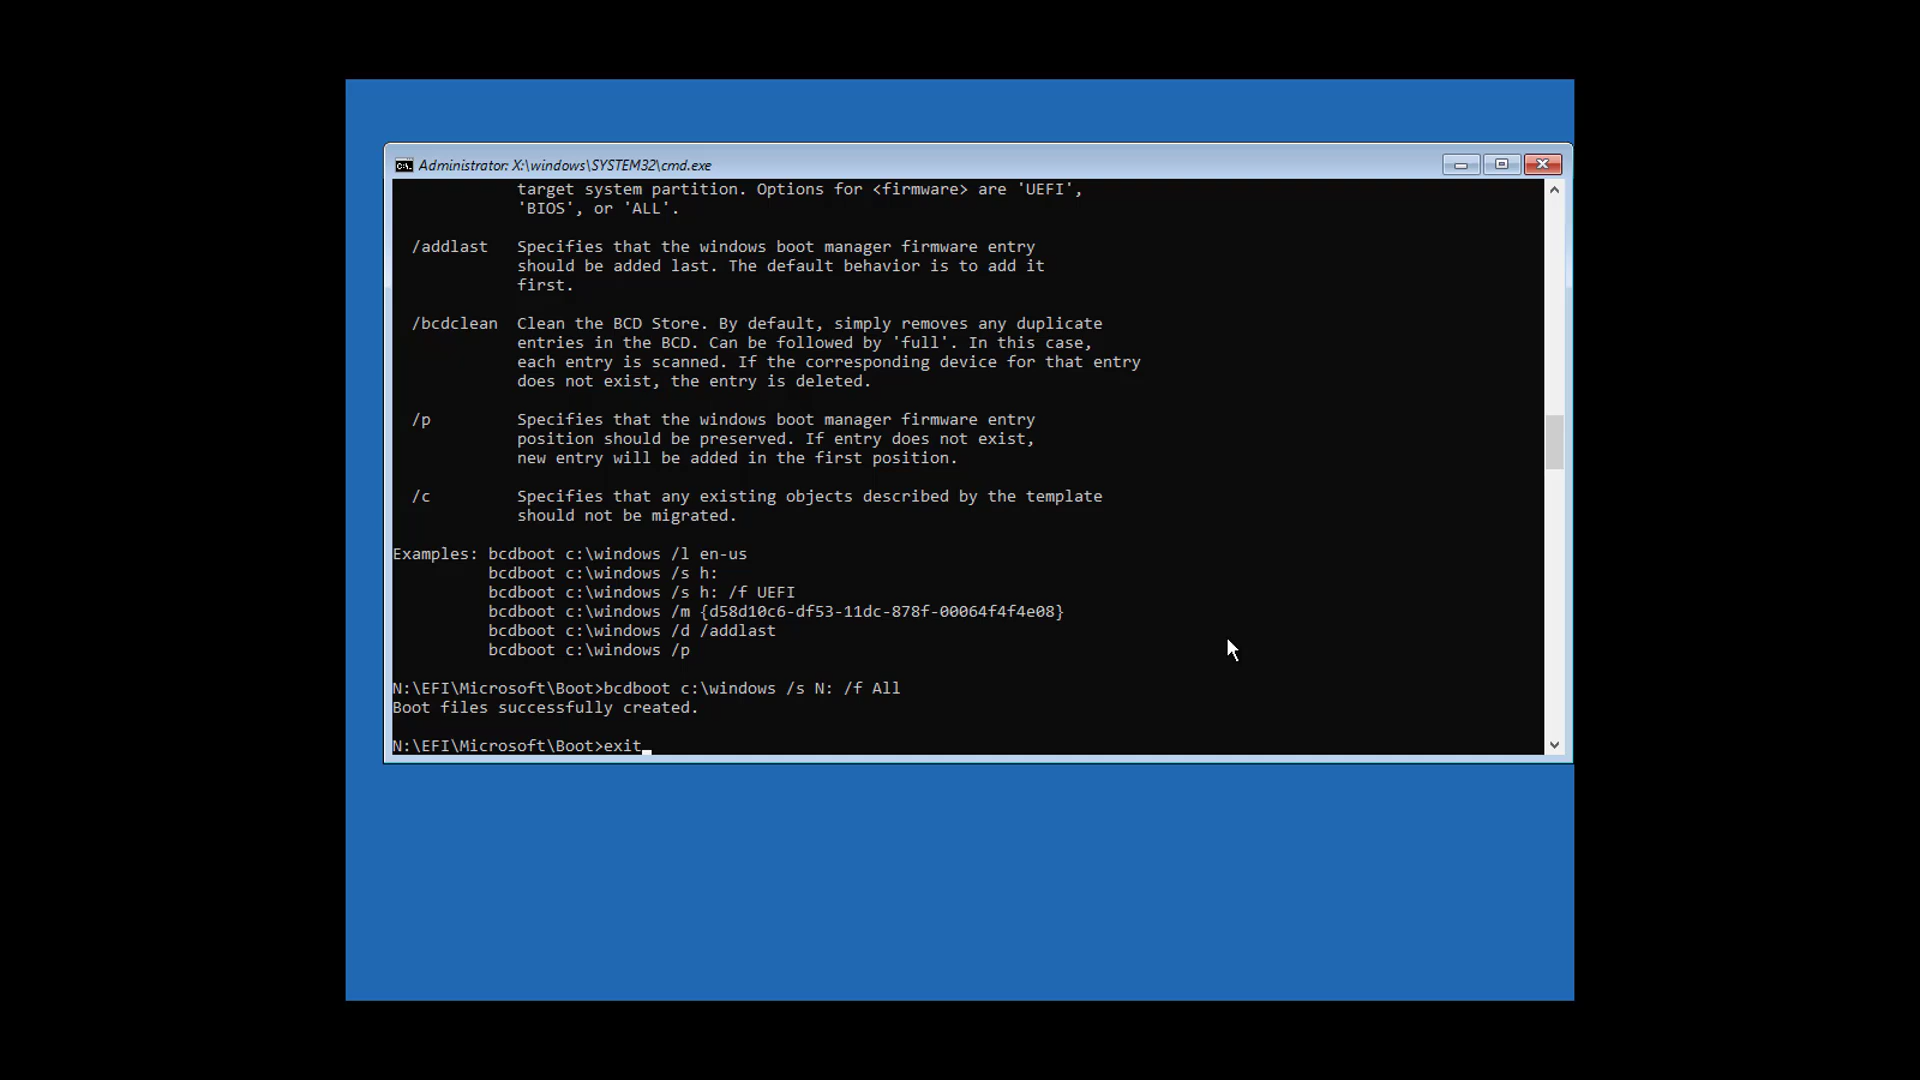 Administrator: X:\windows\SYSTEM32\cmd.exe
target system partition. Options for <firmware> are 'UEFI',
'BIOS', or 'ALL'.
/addlast   Specifies that the windows boot manager firmware entry
should be added last. The default behavior is to add it
first.
/bcdclean  Clean the BCD Store. By default, simply removes any duplicate
entries in the BCD. Can be followed by 'full'. In this case,
each entry is scanned. If the corresponding device for that entry
does not exist, the entry is deleted.
/p         Specifies that the windows boot manager firmware entry
position should be preserved. If entry does not exist,
new entry will be added in the first position.
/c         Specifies that any existing objects described by the template
should not be migrated.
Examples: bcdboot c:\windows /l en-us
bcdboot c:\windows /s h:
bcdboot c:\windows /s h: /f UEFI
bcdboot c:\windows /m {d58d10c6-df53-11dc-878f-00064f4f4e08}
bcdboot c:\windows /d /addlast
bcdboot c:\windows /p
N:\EFI\Microsoft\Boot>bcdboot c:\windows /s N: /f All
Boot files successfully created.
N:\EFI\Microsoft\Boot>exit